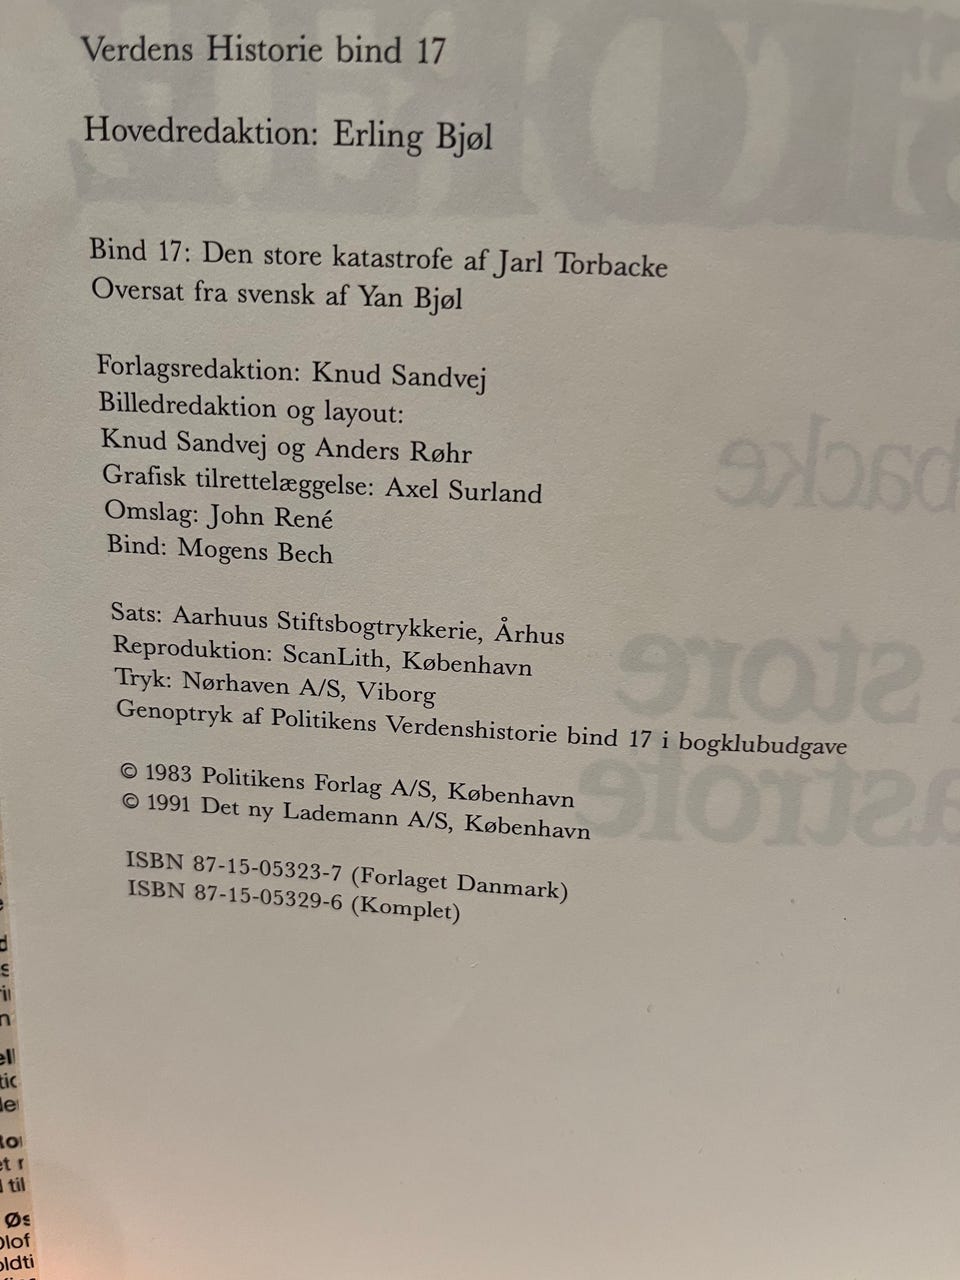 Verdens Historie bind 17
Hovedredaktion: Erling Bjøl
Bind 17: Den store katastrofe af Jarl Torbacke
Oversat fra svensk af Yan Bjøl
Forlagsredaktion: Knud Sandvej
Billedredaktion og layout:
Knud Sandvej og Anders Røhr
Grafisk tilrettelæggelse: Axel Surland
Omslag: John René
Bind: Mogens Bech
Sats: Aarhuus Stiftsbogtrykkerie, Århus
Reproduktion: ScanLith, København
Tryk: Nørhaven A/S, Viborg
Genoptryk af Politikens Verdenshistorie bind 17 i bogklubudgave
© 1983 Politikens Forlag A/S, København
© 1991 Det ny Lademann A/S, København
ISBN 87-15-05323-7 (Forlaget Danmark)
ISBN 87-15-05329-6 (Komplet)